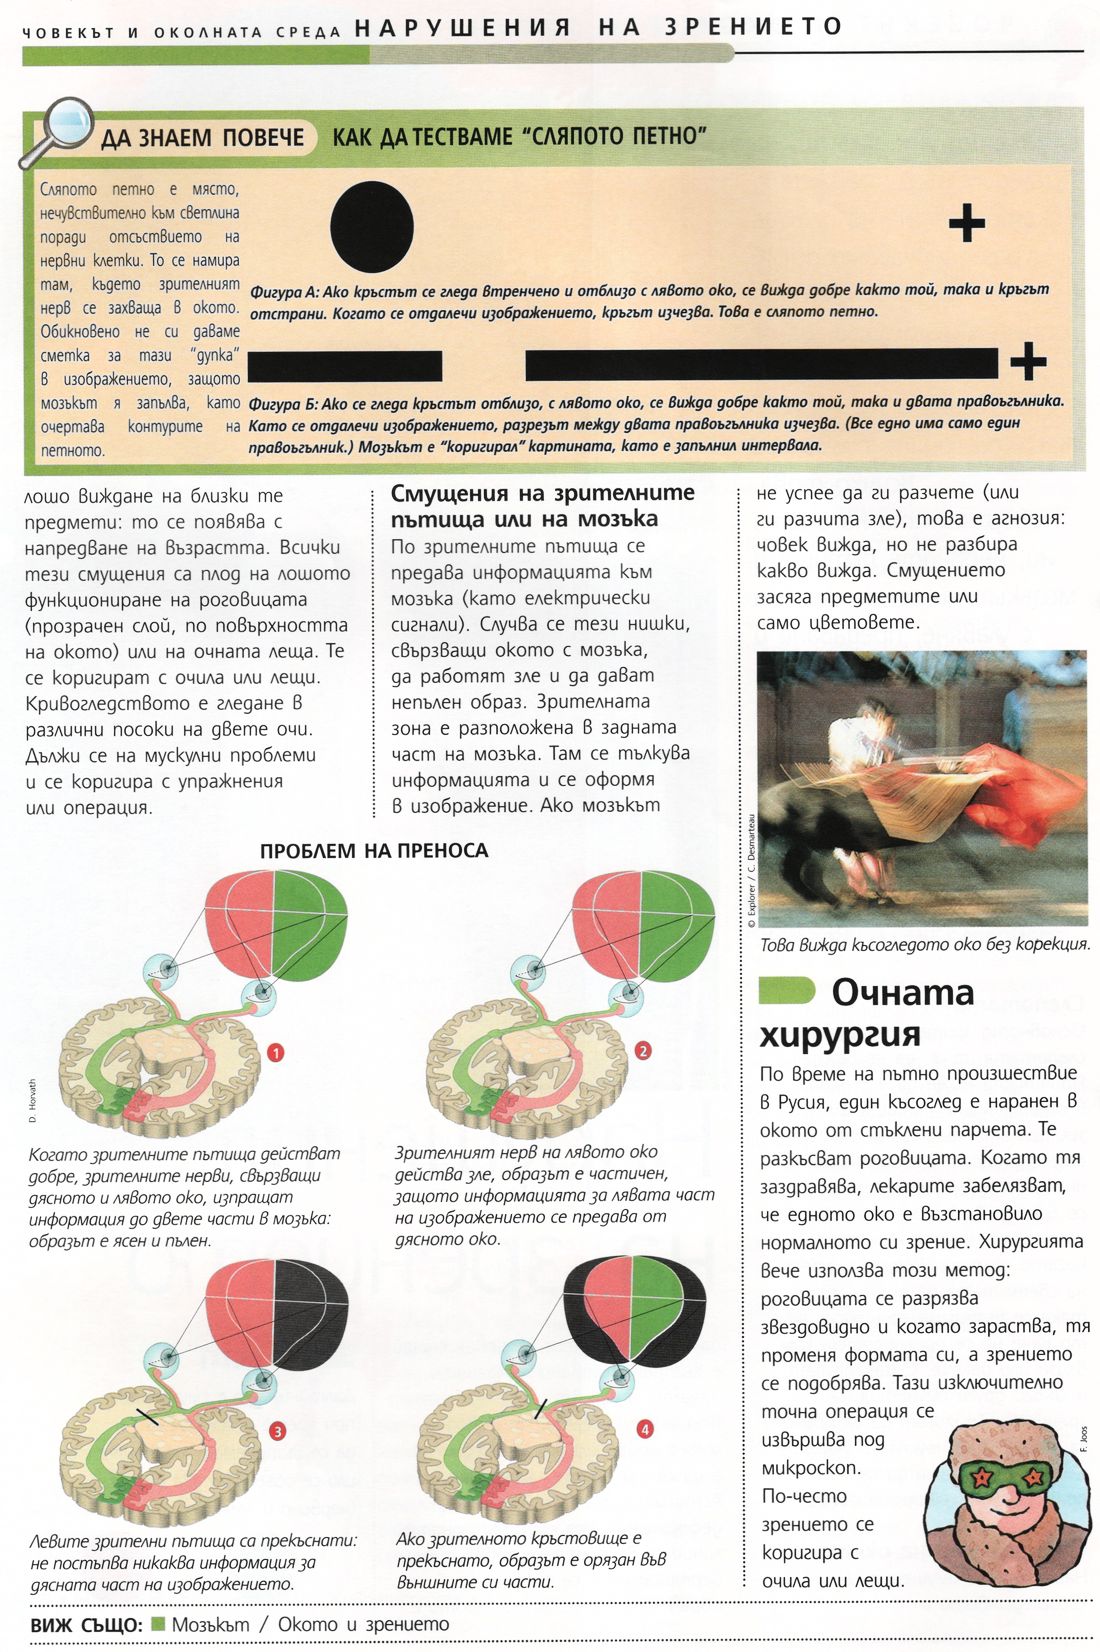 ЧОВЕКЪТ И ОКОЛНАТА СРЕДА НАРУШЕНИЯ НА ЗРЕНИЕТО
ДА ЗНАЕМ ПОВЕЧЕ КАК ДА ТЕСТВАМЕ “СЛЯПОТО ПЕТНО”
Сляпото петно е място,
нечувствително към светлина
поради отсъствието на
нервни клетки. То се намира
там, където зрителният
нерв се захваща в окото.
Обикновено не си даваме
сметка за тази “дупка”
в изображението, защото
мозъкът я запълва, като
очертава контурите на
петното.
Фигура А: Ако кръстът се гледа втренчено и отблизо с лявото око, се вижда добре както той, така и кръгът
отстрани. Когато се отдалечи изображението, кръгът изчезва. Това е сляпото петно.
Фигура Б: Ако се гледа кръстът отблизо, с лявото око, се вижда добре както той, така и двата правоъгълника.
Като се отдалечи изображението, разрезът между двата правоъгълника изчезва. (Все едно има само един
правоъгълник.) Мозъкът е “коригирал” картината, като е запълнил интервала.
лошо виждане на близки те
предмети: то се появява с
напредване на възрастта. Всички
тези смущения са плод на лошото
функциониране на роговицата
(прозрачен слой, по повърхността
на окото) или на очната леща. Те
се коригират с очила или лещи.
Кривогледството е гледане в
различни посоки на двете очи.
Дължи се на мускулни проблеми
и се коригира с упражнения
или операция.
Смущения на зрителните
пътища или на мозъка
По зрителните пътища се
предава информацията към
мозъка (като електрически
сигнали). Случва се тези нишки,
свързващи окото с мозъка,
да работят зле и да дават
непълен образ. Зрителната
зона е разположена в задната
част на мозъка. Там се тълкува
информацията и се оформя
в изображение. Ако мозъкът
не успее да ги разчете (или
ги разчита зле), това е агнозия:
човек вижда, но не разбира
какво вижда. Смущението
засяга предметите или
само цветовете.
© Explorer / C. Desmarteau
Това вижда късогледото око без корекция.
ПРОБЛЕМ НА ПРЕНОСА
1
2
D. Horvath
Когато зрителните пътища действат
добре, зрителните нерви, свързващи
дясното и лявото око, изпращат
информация до двете части в мозъка:
образът е ясен и пълен.
Зрителният нерв на лявото око
действа зле, образът е частичен,
защото информацията за лявата част
на изображението се предава от
дясното око.
3
4
Левите зрителни пътища са прекъснати:
не постъпва никаква информация за
дясната част на изображението.
Ако зрителното кръстовище е
прекъснато, образът е орязан във
външните си части.
Очната
хирургия
По време на пътно произшествие
в Русия, един късоглед е наранен в
окото от стъклени парчета. Те
разкъсват роговицата. Когато тя
заздравява, лекарите забелязват,
че едното око е възстановило
нормалното си зрение. Хирургията
вече използва този метод:
роговицата се разрязва
звездовидно и когато зараства, тя
променя формата си, а зрението
се подобрява. Тази изключително
точна операция се
извършва под
микроскоп.
По-често
зрението се
коригира с
очила или лещи.
F. Joos
ВИЖ СЪЩО: Мозъкът / Окото и зрението